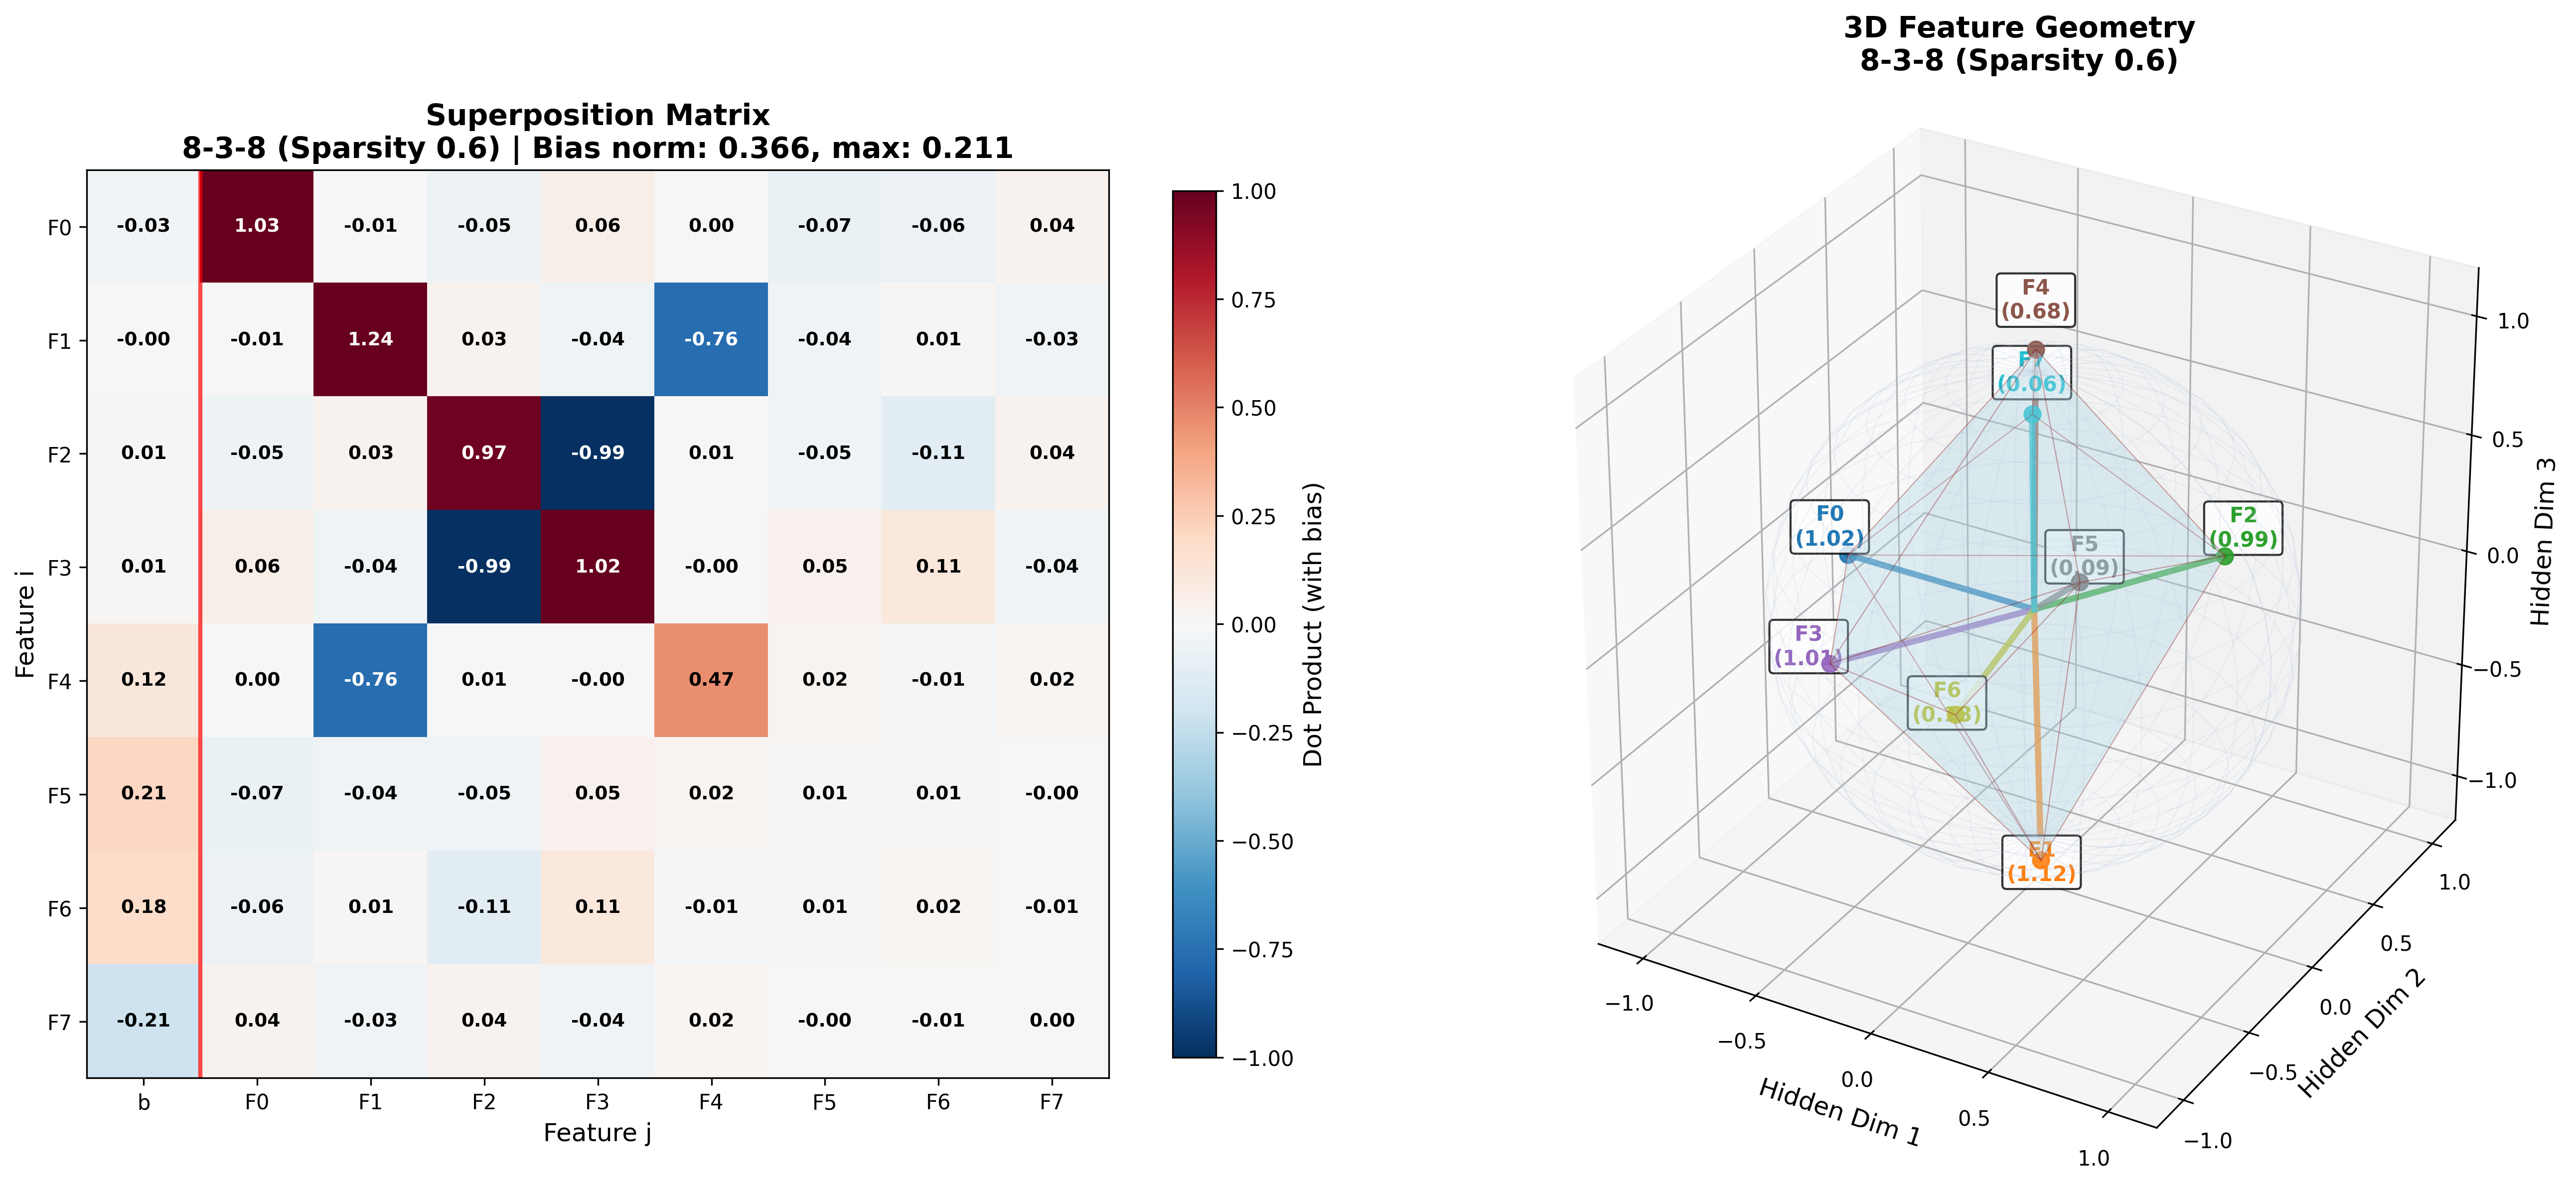 Superposition Matrix
8-3-8 (Sparsity 0.6) | Bias norm: 0.366, max: 0.211
F0 -0.03 1.03 -0.01 -0.05 0.06 0.00 -0.07 -0.06 0.04
F1 -0.00 -0.01 1.24 0.03 -0.04 -0.76 -0.04 0.01 -0.03
F2 0.01 -0.05 0.03 0.97 -0.99 0.01 -0.05 -0.11 0.04
F3 0.01 0.06 -0.04 -0.99 1.02 -0.00 0.05 0.11 -0.04
F4 0.12 0.00 -0.76 0.01 -0.00 0.47 0.02 -0.01 0.02
F5 0.21 -0.07 -0.04 -0.05 0.05 0.02 0.01 0.01 -0.00
F6 0.18 -0.06 0.01 -0.11 0.11 -0.01 0.01 0.02 -0.01
F7 -0.21 0.04 -0.03 0.04 -0.04 0.02 -0.00 -0.01 0.00
b F0 F1 F2 F3 F4 F5 F6 F7
Feature j
Feature i
1.00
0.75
0.50
0.25
0.00
−0.25
−0.50
−0.75
−1.00
Dot Product (with bias)
3D Feature Geometry
8-3-8 (Sparsity 0.6)
F4
(0.68)
(0.06)
F0
(1.02)
F2
(0.99)
F5
(0.09)
F3
(1.01)
F6
F1
(1.12)
1.0
0.5
0.0
−0.5
−1.0
Hidden Dim 3
1.0
0.5
0.0
−0.5
−1.0
Hidden Dim 2
−1.0
−0.5
0.0
0.5
1.0
Hidden Dim 1